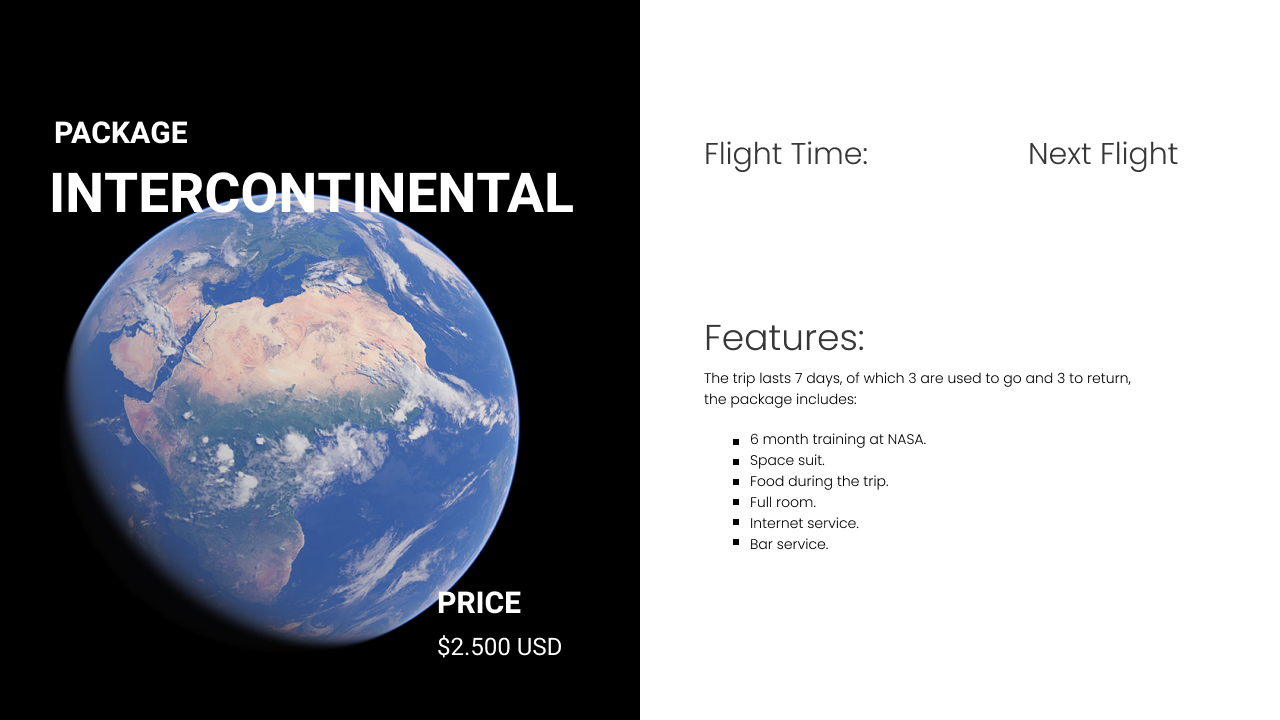 PACKAGE
INTERCONTINENTAL
PRICE
$2.500 USD
Flight Time:
Next Flight
Features:
The trip lasts 7 days, of which 3 are used to go and 3 to return,
the package includes:
6 month training at NASA.
Space suit.
Food during the trip.
Full room.
Internet service.
Bar service.